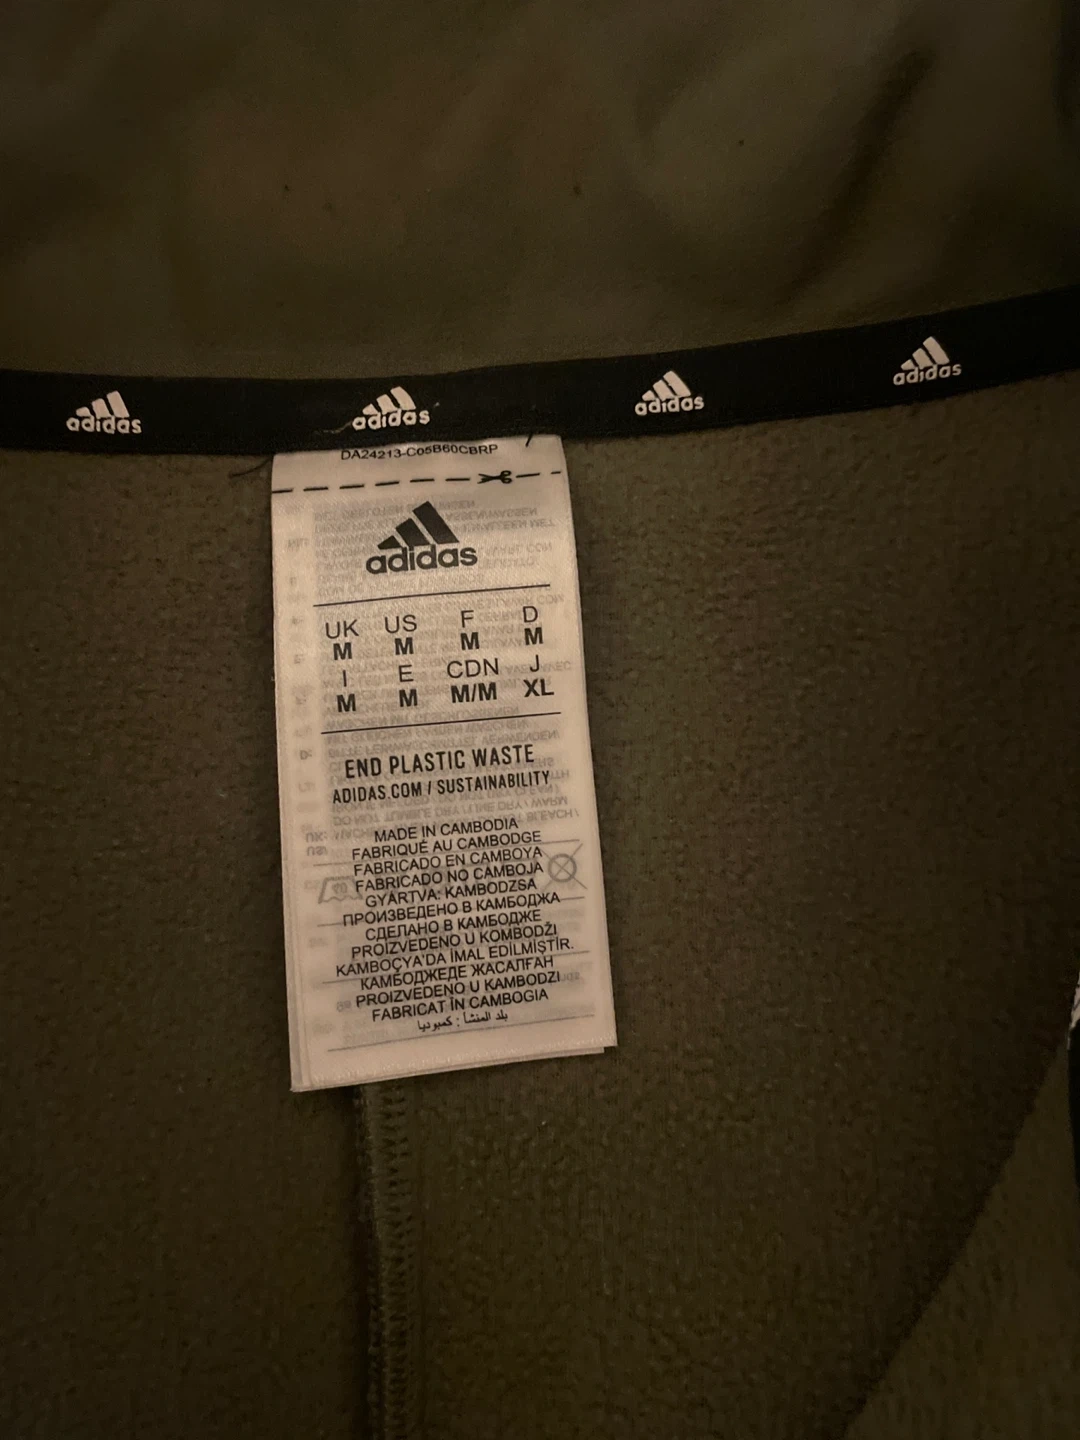 adidas adidas adidas adidas
DA24213-C05B60CBRP
adidas
UK US F D
M M M M
I E CDN J
M M M/M XL
END PLASTIC WASTE
ADIDAS.COM / SUSTAINABILITY
MADE IN CAMBODIA
FABRIQUÉ AU CAMBODGE
FABRICADO EN CAMBOYA
FABRICADO NO CAMBOJA
GYÁRTVA: KAMBODZSA
ПРОИЗВЕДЕНО В КАМБОДЖА
СДЕЛАНО В КАМБОДЖЕ
PROIZVEDENO U KOMBODŽI
KAMBOÇYA'DA İMAL EDİLMİŞTİR.
КАМБОДЖЕДЕ ЖАСАЛҒАН
PROIZVEDENO U KAMBODZI
FABRICAT ÎN CAMBOGIA
بلد المنشأ : كمبوديا